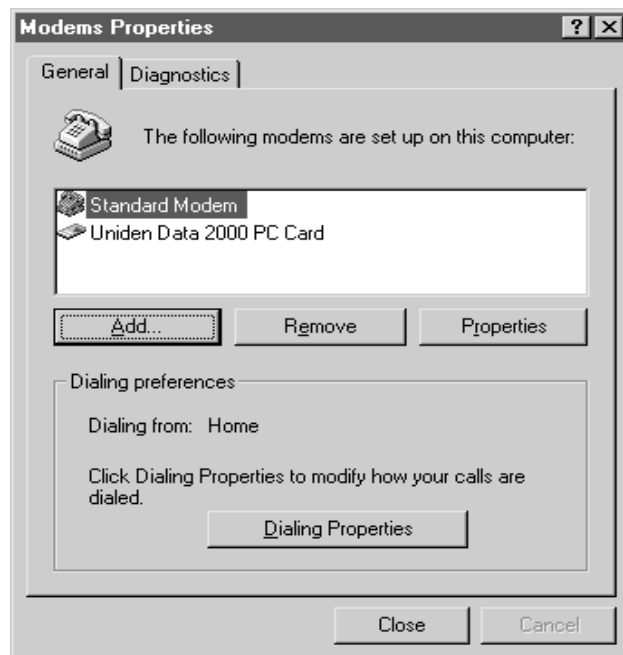 Modems Properties
General Diagnostics
The following modems are set up on this computer:
Standard Modem
Uniden Data 2000 PC Card
Add... Remove Properties
Dialing preferences
Dialing from: Home
Click Dialing Properties to modify how your calls are
dialed.
Dialing Properties
Close Cancel